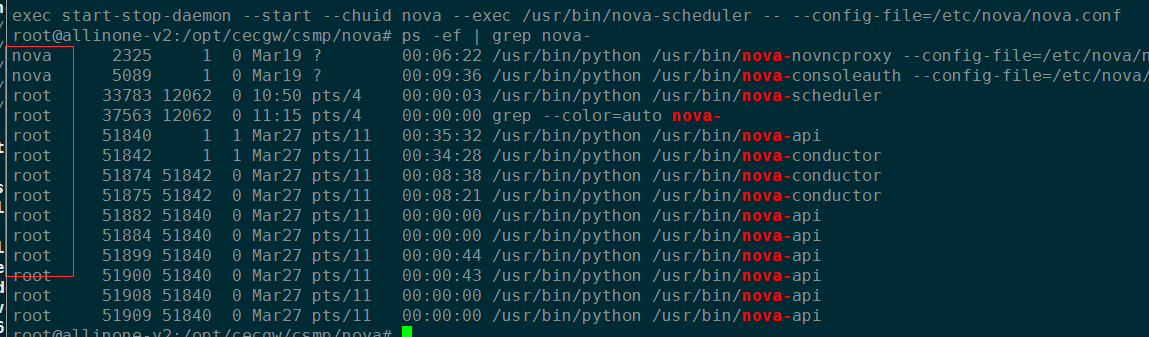 exec start-stop-daemon --start --chuid nova --exec /usr/bin/nova-scheduler -- --config-file=/etc/nova/nova.conf
root@allinone-v2:/opt/cecgw/csmp/nova# ps -ef | grep nova-
nova 2325 1 0 Mar19 ? 00:06:22 /usr/bin/python /usr/bin/nova-novncproxy --config-file=/etc/nova/n
nova 5089 1 0 Mar19 ? 00:09:36 /usr/bin/python /usr/bin/nova-consoleauth --config-file=/etc/nova/
root 33783 12062 0 10:50 pts/4 00:00:03 /usr/bin/python /usr/bin/nova-scheduler
root 37563 12062 0 11:15 pts/4 00:00:00 grep --color=auto nova-
root 51840 1 1 Mar27 pts/11 00:35:32 /usr/bin/python /usr/bin/nova-api
root 51842 1 1 Mar27 pts/11 00:34:28 /usr/bin/python /usr/bin/nova-conductor
root 51874 51842 0 Mar27 pts/11 00:08:38 /usr/bin/python /usr/bin/nova-conductor
root 51875 51842 0 Mar27 pts/11 00:08:21 /usr/bin/python /usr/bin/nova-conductor
root 51882 51840 0 Mar27 pts/11 00:00:00 /usr/bin/python /usr/bin/nova-api
root 51884 51840 0 Mar27 pts/11 00:00:00 /usr/bin/python /usr/bin/nova-api
root 51899 51840 0 Mar27 pts/11 00:00:44 /usr/bin/python /usr/bin/nova-api
root 51900 51840 0 Mar27 pts/11 00:00:43 /usr/bin/python /usr/bin/nova-api
root 51908 51840 0 Mar27 pts/11 00:00:00 /usr/bin/python /usr/bin/nova-api
root 51909 51840 0 Mar27 pts/11 00:00:00 /usr/bin/python /usr/bin/nova-api
root@allinone-v2:/opt/cecgw/csmp/nova#